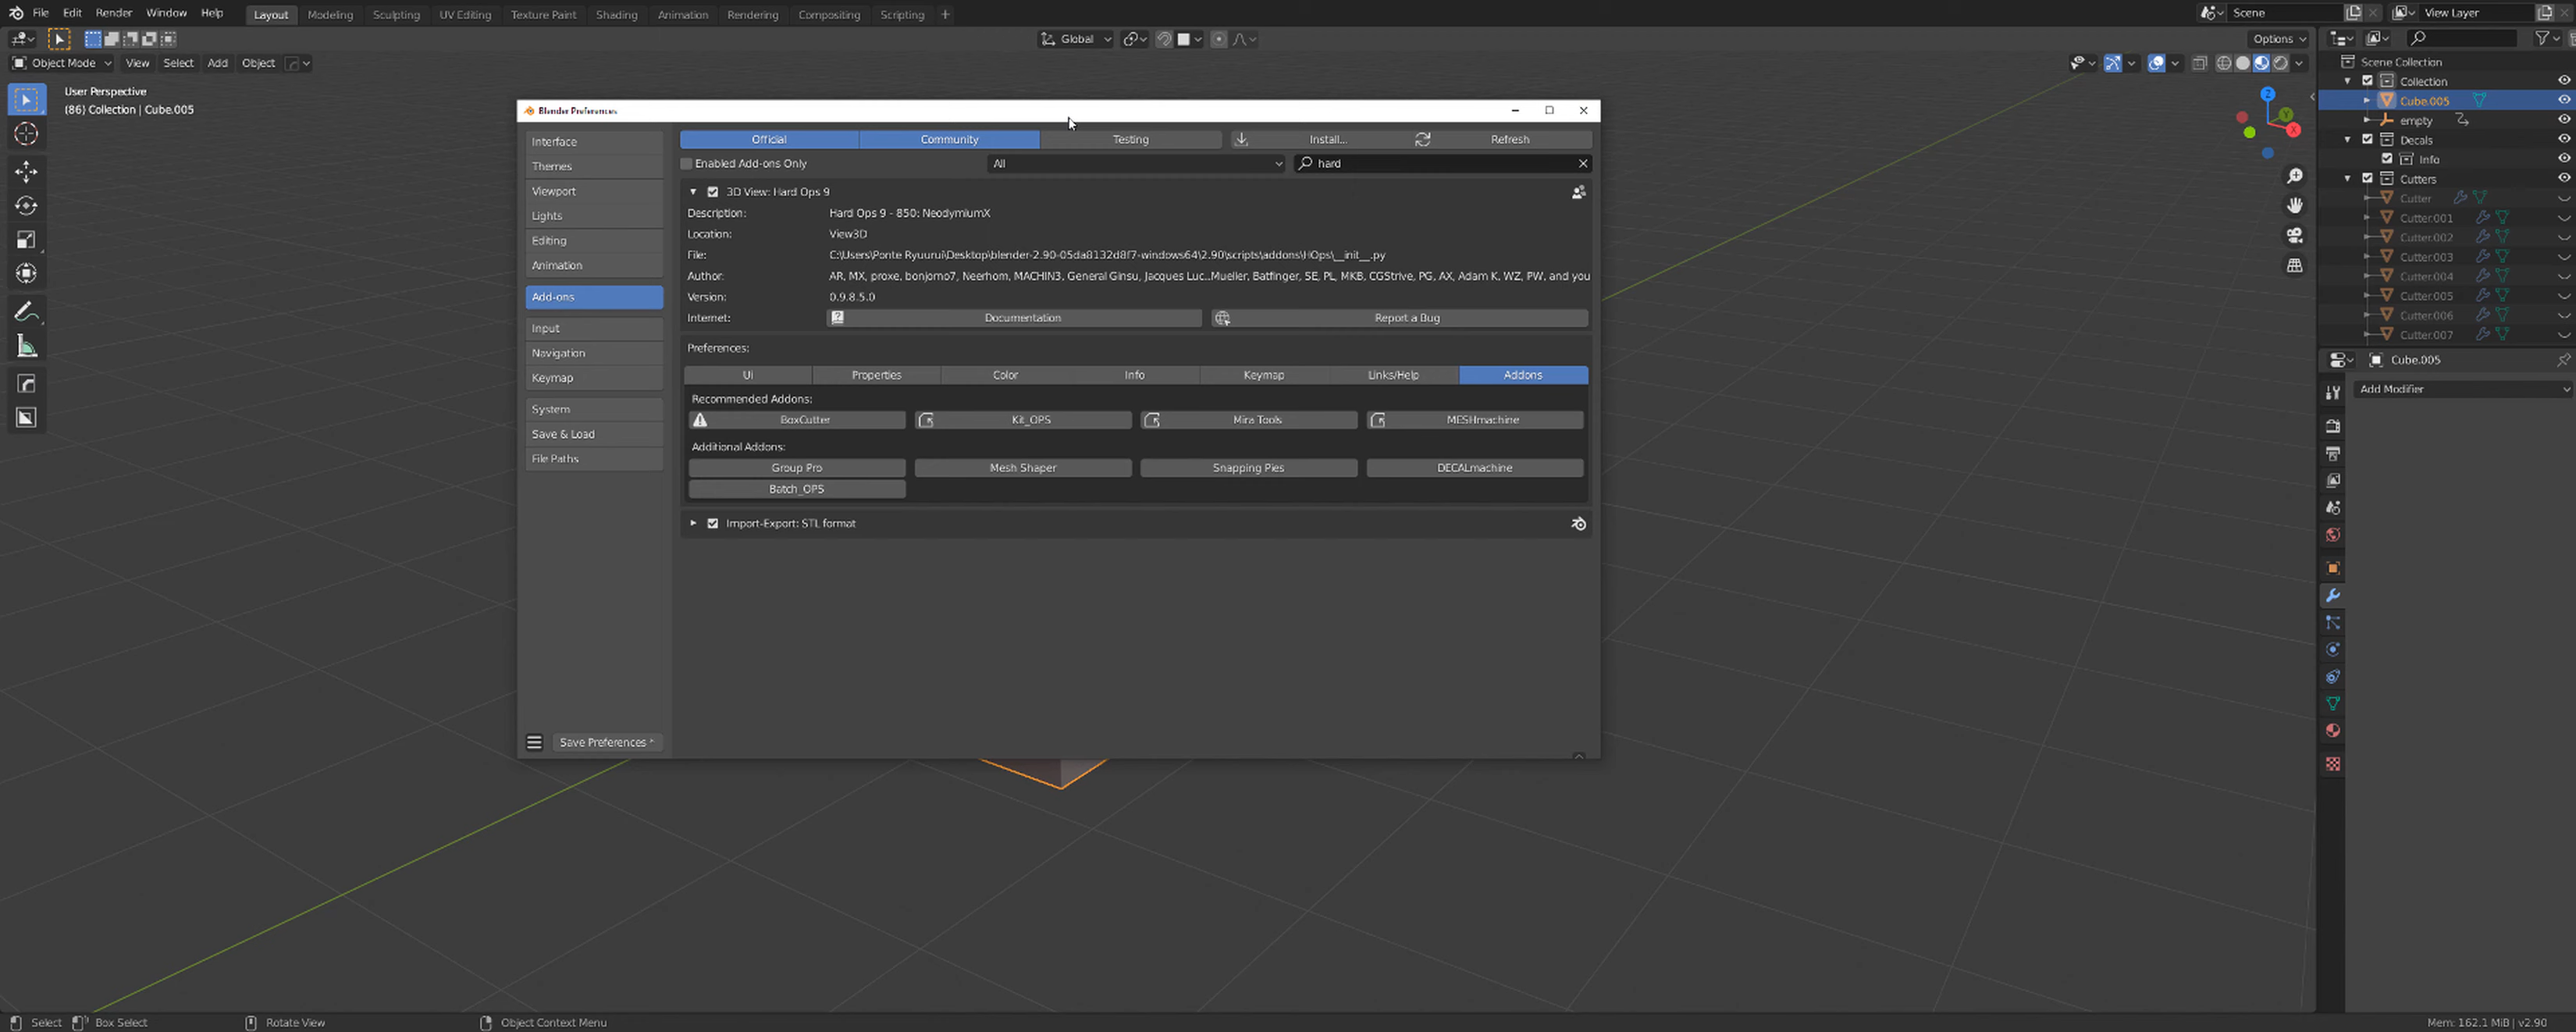 File Edit Render Window Help Layout Modeling Sculpting UV Editing Texture Paint Shading Animation Rendering Compositing Scripting + Scene View Layer
Global Options
Object Mode View Select Add Object
User Perspective
(86) Collection | Cube.005
Blender Preferences
Interface
Themes
Viewport
Lights
Editing
Animation
Add-ons
Input
Navigation
Keymap
System
Save & Load
File Paths
Save Preferences *
Official Community Testing Install... Refresh
Enabled Add-ons Only All hard
3D View: Hard Ops 9
Description: Hard Ops 9 - 850: NeodymiumX
Location: View3D
File: C:\Users\Ponte Ryuurui\Desktop\blender-2.90-05da8132d8f7-windows64\2.90\scripts\addons\HOps\__init__.py
Author: AR, MX, proxe, bonjorno7, Neerhom, MACHIN3, General Ginsu, Jacques Luc..Mueller, Batfinger, SE, PL, MKB, CGStrive, PG, AX, Adam K, WZ, PW, and you
Version: 0.9.8.5.0
Internet: Documentation Report a Bug
Preferences:
Ui Properties Color Info Keymap Links/Help Addons
Recommended Addons:
BoxCutter Kit_OPS Mira Tools MESHmachine
Additional Addons:
Group Pro Mesh Shaper Snapping Pies DECALmachine
Batch_OPS
Import-Export: STL format
Z
Y
X
Scene Collection
Collection
Cube.005
empty
Decals
Info
Cutters
Cutter
Cutter.001
Cutter.002
Cutter.003
Cutter.004
Cutter.005
Cutter.006
Cutter.007
Cube.005
Add Modifier
Select Box Select Rotate View Object Context Menu Mem: 162.1 MiB | v2.90